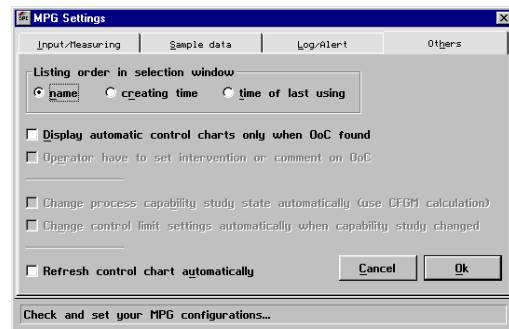 SPC MPG Settings
Input/Measuring Sample data Log/Alert Others
Listing order in selection window
name creating time time of last using
Display automatic control charts only when OoC found
Operator have to set intervention or comment on OoC
Change process capability study state automatically (use CFGM calculation)
Change control limit settings automatically when capability study changed
Refresh control chart automatically
Cancel Ok
Check and set your MPG configurations...